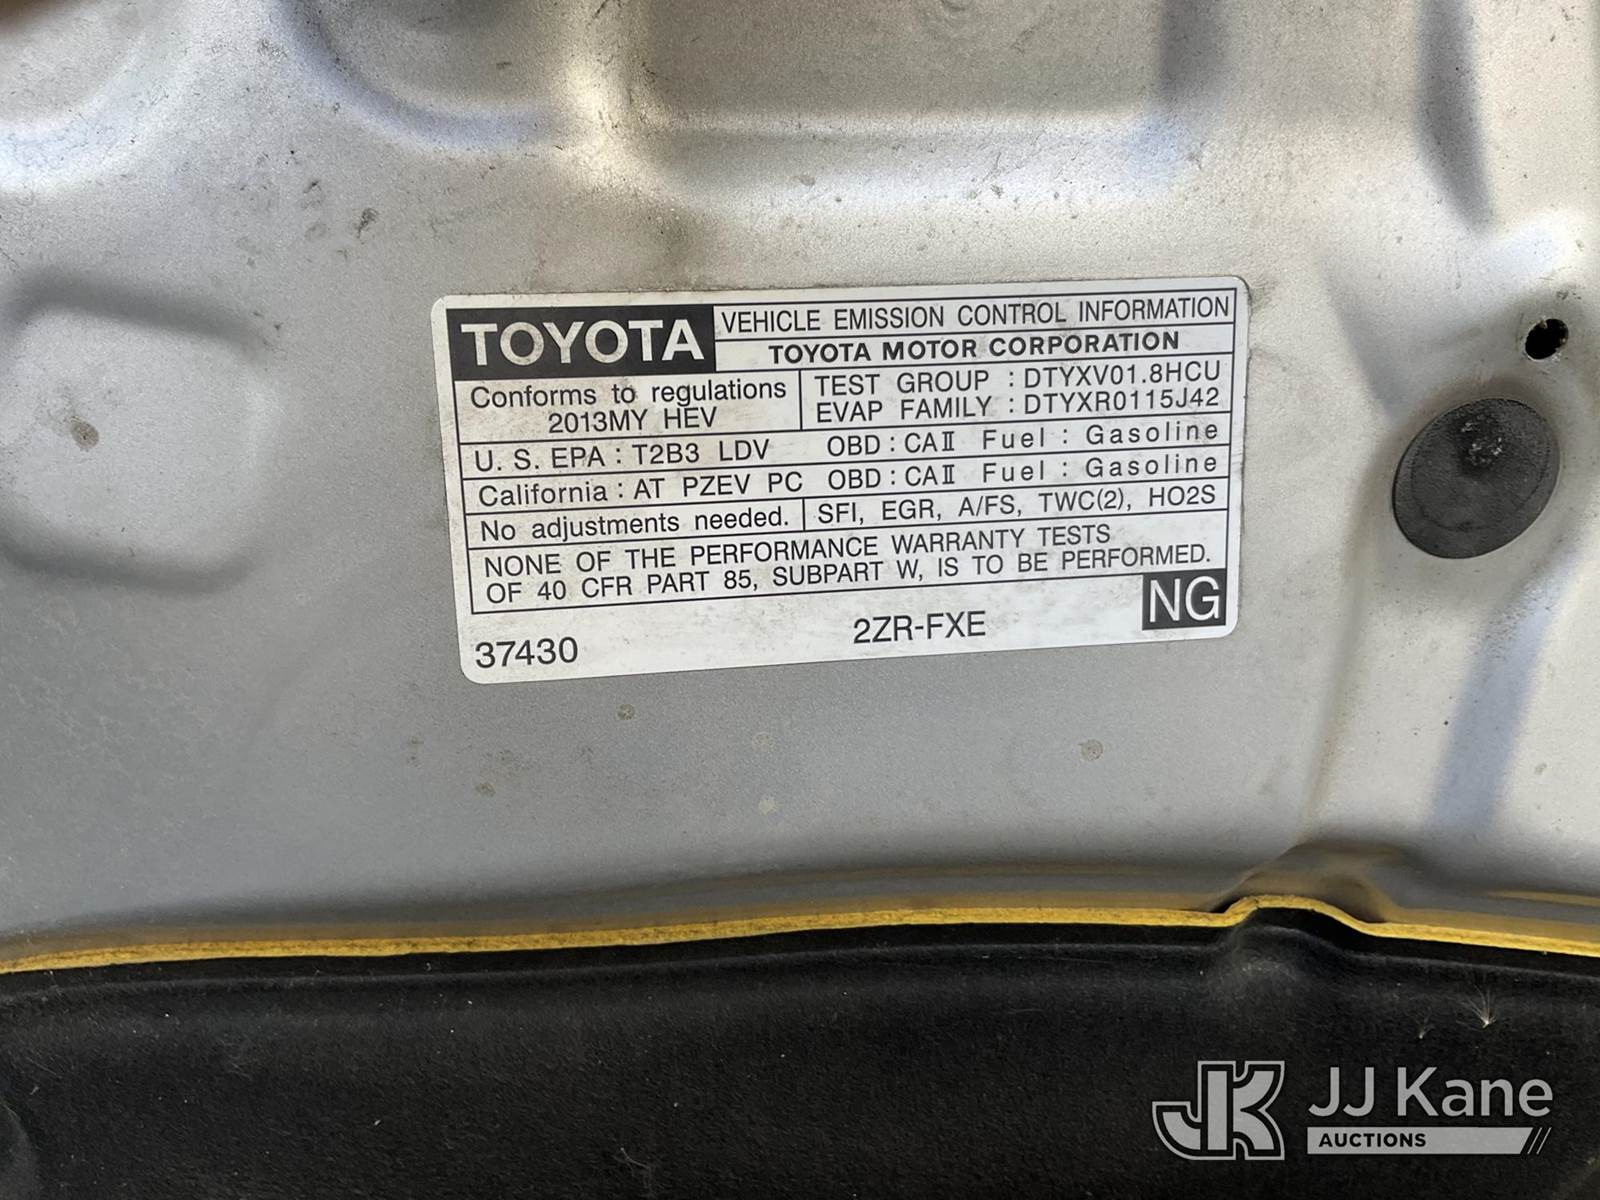 TOYOTA VEHICLE EMISSION CONTROL INFORMATION
TOYOTA MOTOR CORPORATION
Conforms to regulations
2013MY HEV
TEST GROUP : DTYXV01.8HCU
EVAP FAMILY : DTYXR0115J42
U. S. EPA : T2B3 LDV OBD : CAⅡ Fuel : Gasoline
California : AT PZEV PC OBD : CAⅡ Fuel : Gasoline
No adjustments needed. SFI, EGR, A/FS, TWC(2), HO2S
NONE OF THE PERFORMANCE WARRANTY TESTS
OF 40 CFR PART 85, SUBPART W, IS TO BE PERFORMED.
37430 2ZR-FXE NG
JK JJ Kane
AUCTIONS